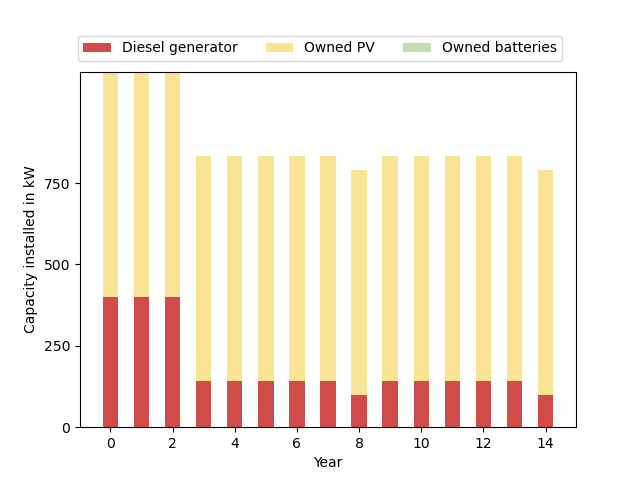 Diesel generator Owned PV Owned batteries
Capacity installed in kW
750
500
250
0
0 2 4 6 8 10 12 14
Year